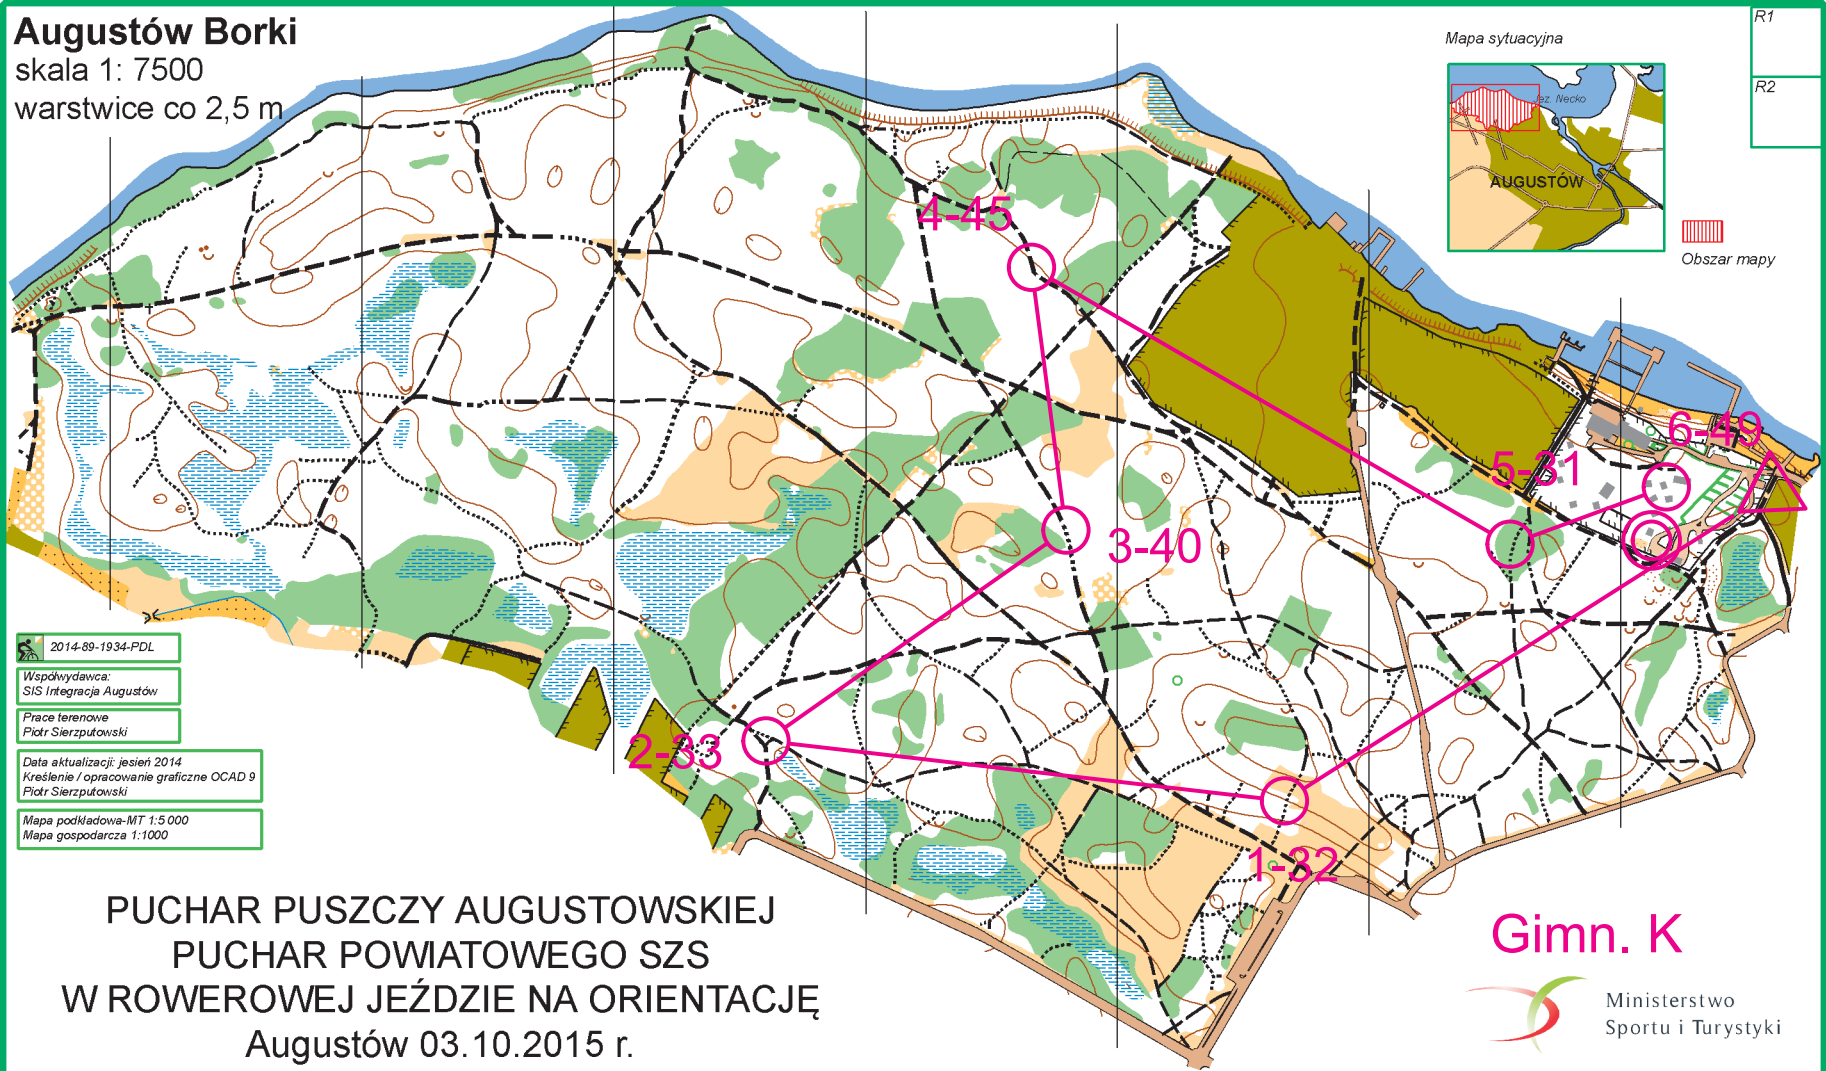 Augustów Borki
skala 1: 7500
warstwice co 2,5 m
Mapa sytuacyjna
R1
R2
Jez. Necko
AUGUSTÓW
Obszar mapy
4-45
6-49
5-31
3-40
2-33
1-32
2014-89-1934-PDL
Współwydawca:
SIS Integracja Augustów
Prace terenowe
Piotr Sierzputowski
Data aktualizacji: jesień 2014
Kreślenie / opracowanie graficzne OCAD 9
Piotr Sierzputowski
Mapa podkładowa-MT 1:5 000
Mapa gospodarcza 1:1000
PUCHAR PUSZCZY AUGUSTOWSKIEJ
PUCHAR POWIATOWEGO SZS
W ROWEROWEJ JEŹDZIE NA ORIENTACJĘ
Augustów 03.10.2015 r.
Gimn. K
Ministerstwo
Sportu i Turystyki